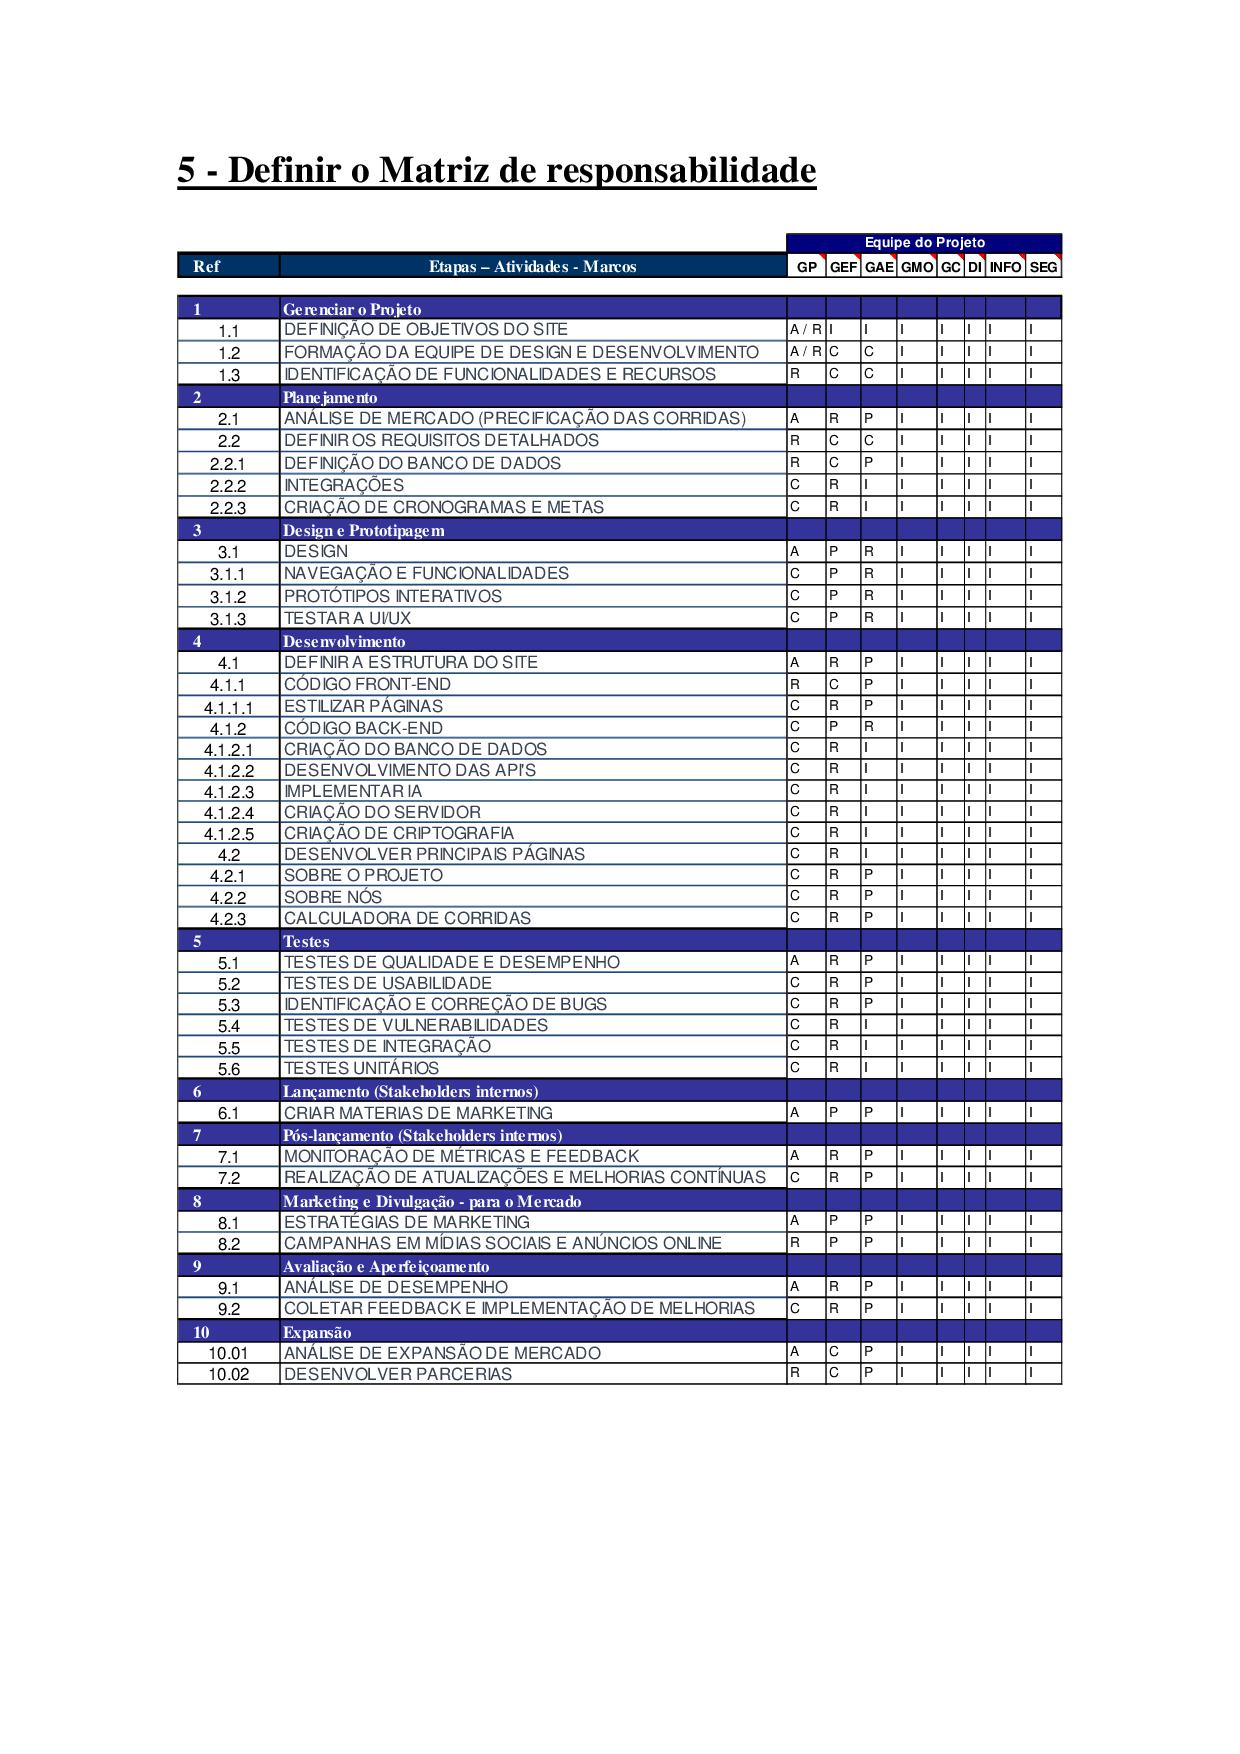 5 - Definir o Matriz de responsabilidade
Equipe do Projeto
Ref Etapas – Atividades - Marcos GP GEF GAE GMO GC DI INFO SEG
1 Gerenciar o Projeto
1.1 DEFINIÇÃO DE OBJETIVOS DO SITE A / R I I I I I I I
1.2 FORMAÇÃO DA EQUIPE DE DESIGN E DESENVOLVIMENTO A / R C C I I I I I
1.3 IDENTIFICAÇÃO DE FUNCIONALIDADES E RECURSOS R C C I I I I I
2 Planejamento
2.1 ANÁLISE DE MERCADO (PRECIFICAÇÃO DAS CORRIDAS) A R P I I I I I
2.2 DEFINIR OS REQUISITOS DETALHADOS R C C I I I I I
2.2.1 DEFINIÇÃO DO BANCO DE DADOS R C P I I I I I
2.2.2 INTEGRAÇÕES C R I I I I I I
2.2.3 CRIAÇÃO DE CRONOGRAMAS E METAS C R I I I I I I
3 Design e Prototipagem
3.1 DESIGN A P R I I I I I
3.1.1 NAVEGAÇÃO E FUNCIONALIDADES C P R I I I I I
3.1.2 PROTÓTIPOS INTERATIVOS C P R I I I I I
3.1.3 TESTAR A UI/UX C P R I I I I I
4 Desenvolvimento
4.1 DEFINIR A ESTRUTURA DO SITE A R P I I I I I
4.1.1 CÓDIGO FRONT-END R C P I I I I I
4.1.1.1 ESTILIZAR PÁGINAS C R P I I I I I
4.1.2 CÓDIGO BACK-END C P R I I I I I
4.1.2.1 CRIAÇÃO DO BANCO DE DADOS C R I I I I I I
4.1.2.2 DESENVOLVIMENTO DAS API'S C R I I I I I I
4.1.2.3 IMPLEMENTAR IA C R I I I I I I
4.1.2.4 CRIAÇÃO DO SERVIDOR C R I I I I I I
4.1.2.5 CRIAÇÃO DE CRIPTOGRAFIA C R I I I I I I
4.2 DESENVOLVER PRINCIPAIS PÁGINAS C R I I I I I I
4.2.1 SOBRE O PROJETO C R P I I I I I
4.2.2 SOBRE NÓS C R P I I I I I
4.2.3 CALCULADORA DE CORRIDAS C R P I I I I I
5 Testes
5.1 TESTES DE QUALIDADE E DESEMPENHO A R P I I I I I
5.2 TESTES DE USABILIDADE C R P I I I I I
5.3 IDENTIFICAÇÃO E CORREÇÃO DE BUGS C R P I I I I I
5.4 TESTES DE VULNERABILIDADES C R I I I I I I
5.5 TESTES DE INTEGRAÇÃO C R I I I I I I
5.6 TESTES UNITÁRIOS C R I I I I I I
6 Lançamento (Stakeholders internos)
6.1 CRIAR MATERIAS DE MARKETING A P P I I I I I
7 Pós-lançamento (Stakeholders internos)
7.1 MONITORAÇÃO DE MÉTRICAS E FEEDBACK A R P I I I I I
7.2 REALIZAÇÃO DE ATUALIZAÇÕES E MELHORIAS CONTÍNUAS C R P I I I I I
8 Marketing e Divulgação - para o Mercado
8.1 ESTRATÉGIAS DE MARKETING A P P I I I I I
8.2 CAMPANHAS EM MÍDIAS SOCIAIS E ANÚNCIOS ONLINE R P P I I I I I
9 Avaliação e Aperfeiçoamento
9.1 ANÁLISE DE DESEMPENHO A R P I I I I I
9.2 COLETAR FEEDBACK E IMPLEMENTAÇÃO DE MELHORIAS C R P I I I I I
10 Expansão
10.01 ANÁLISE DE EXPANSÃO DE MERCADO A C P I I I I I
10.02 DESENVOLVER PARCERIAS R C P I I I I I